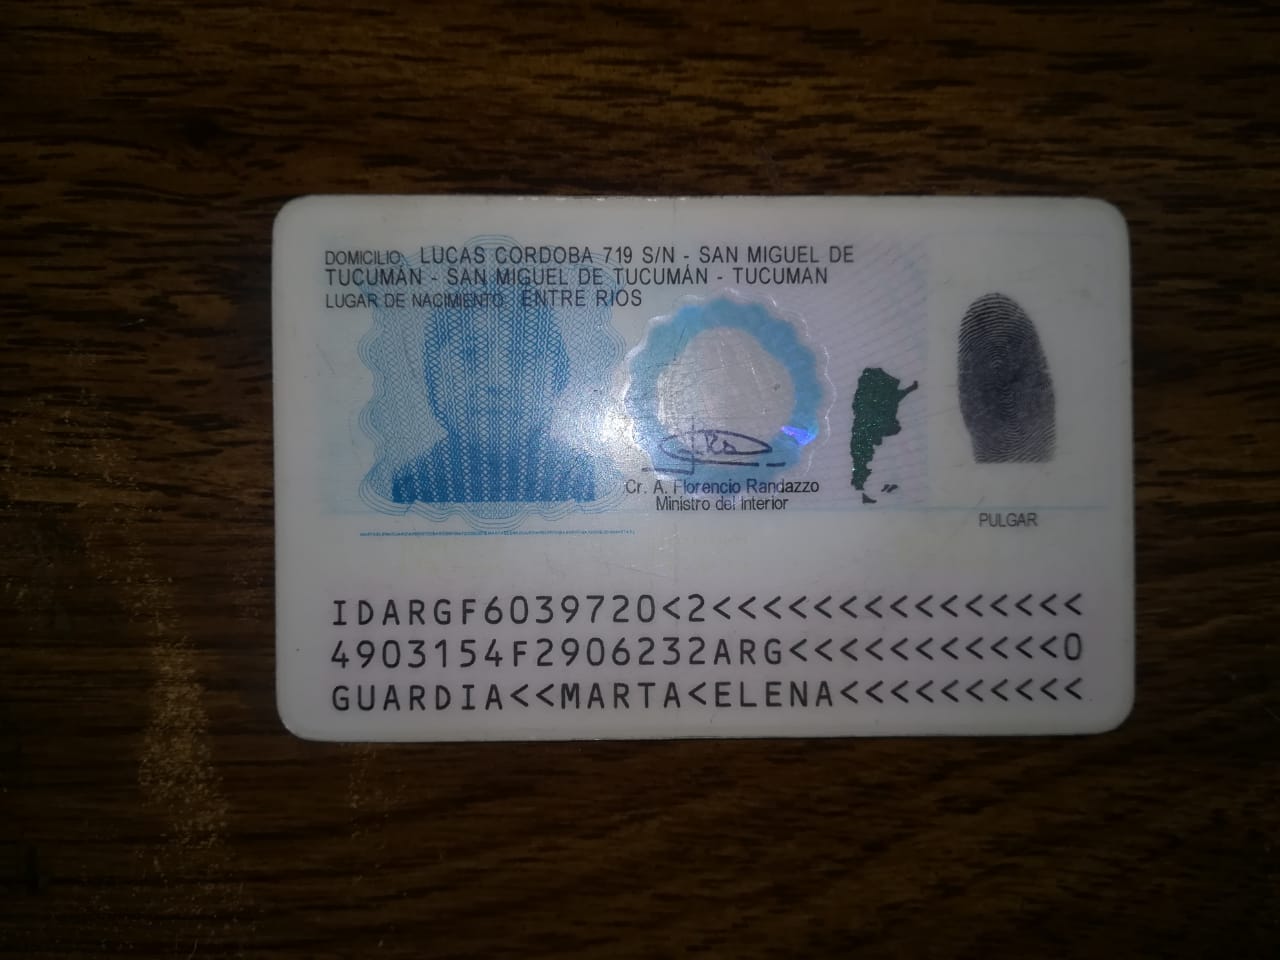 DOMICILIO: LUCAS CORDOBA 719 S/N - SAN MIGUEL DE
TUCUMÁN - SAN MIGUEL DE TUCUMÁN - TUCUMAN
LUGAR DE NACIMIENTO: ENTRE RIOS
Cr. A. Florencio Randazzo
Ministro del Interior
PULGAR
IDARGF6039720<2<<<<<<<<<<<<<<<
4903154F2906232ARG<<<<<<<<<<<0
GUARDIA<<MARTA<ELENA<<<<<<<<<<